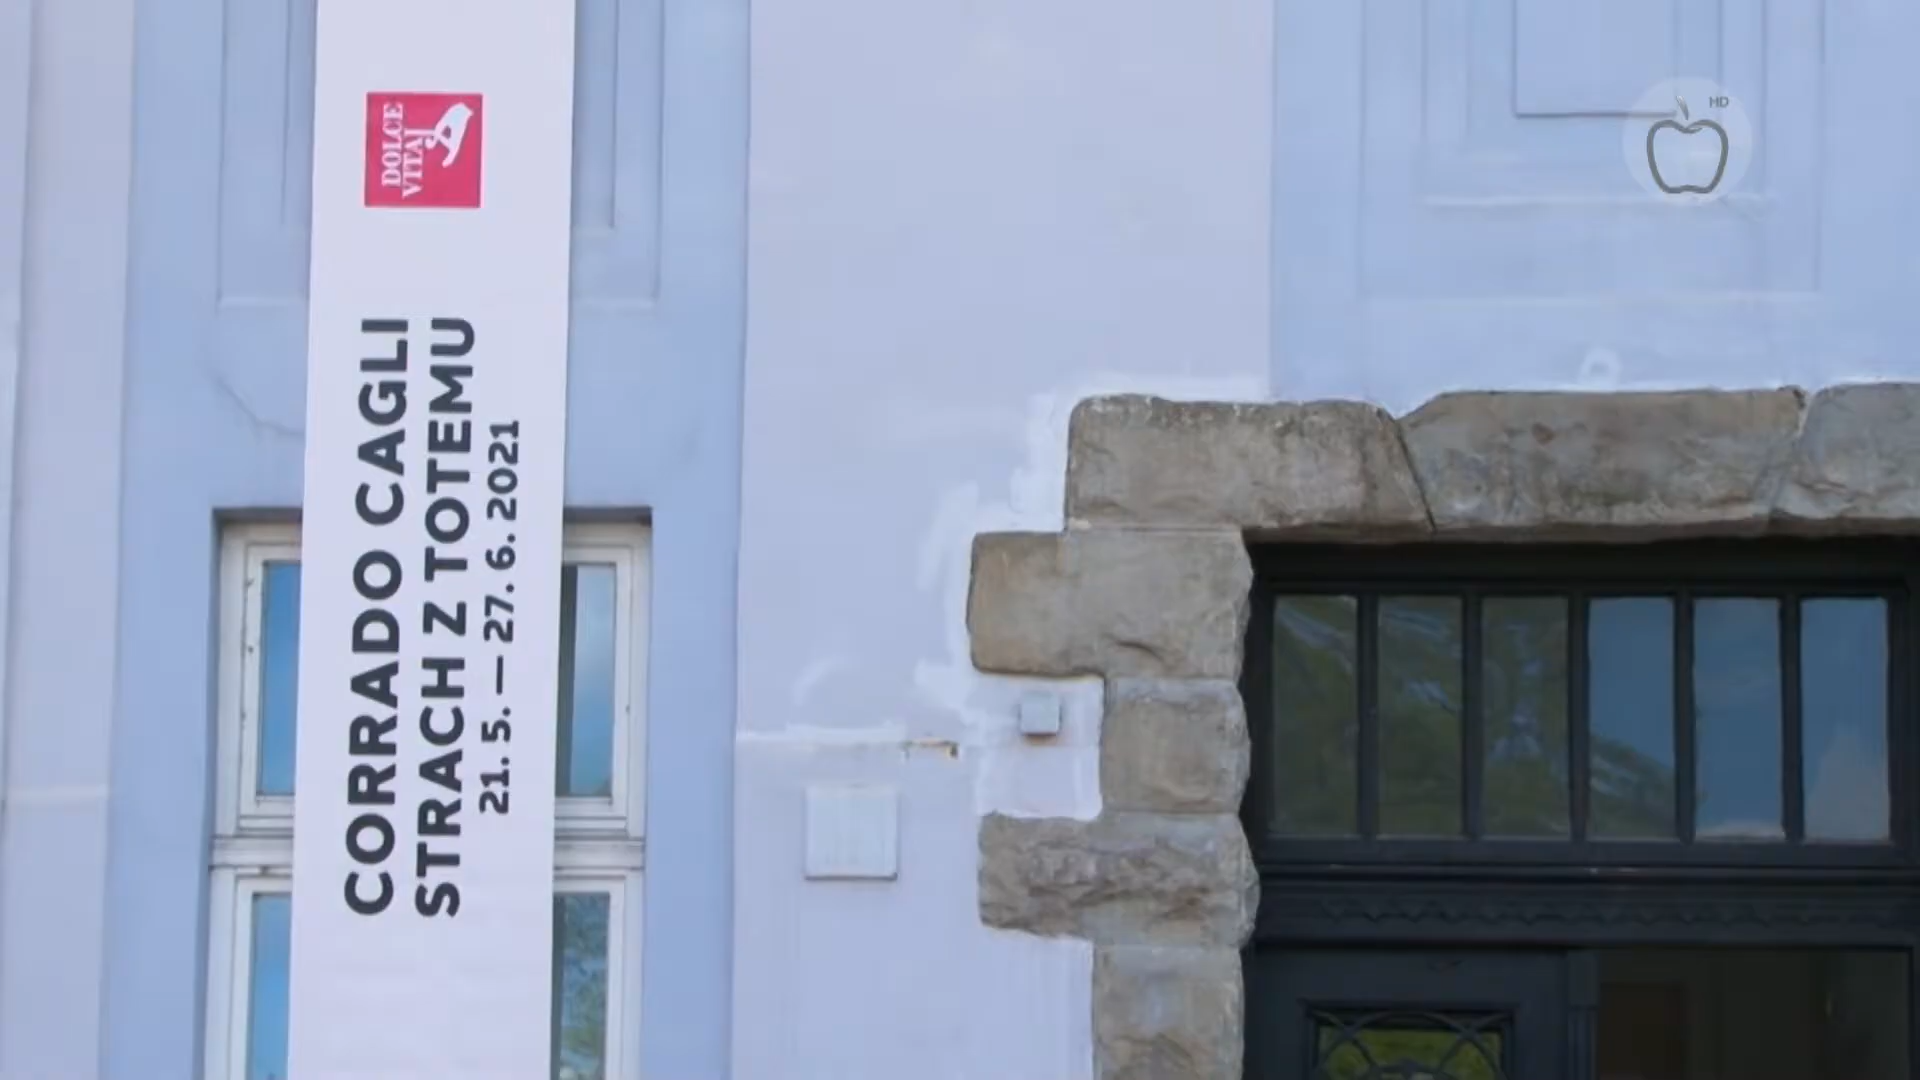 DOLCE
VITA!
CORRADO CAGLI
STRACH Z TOTEMU
21. 5. — 27. 6. 2021
HD